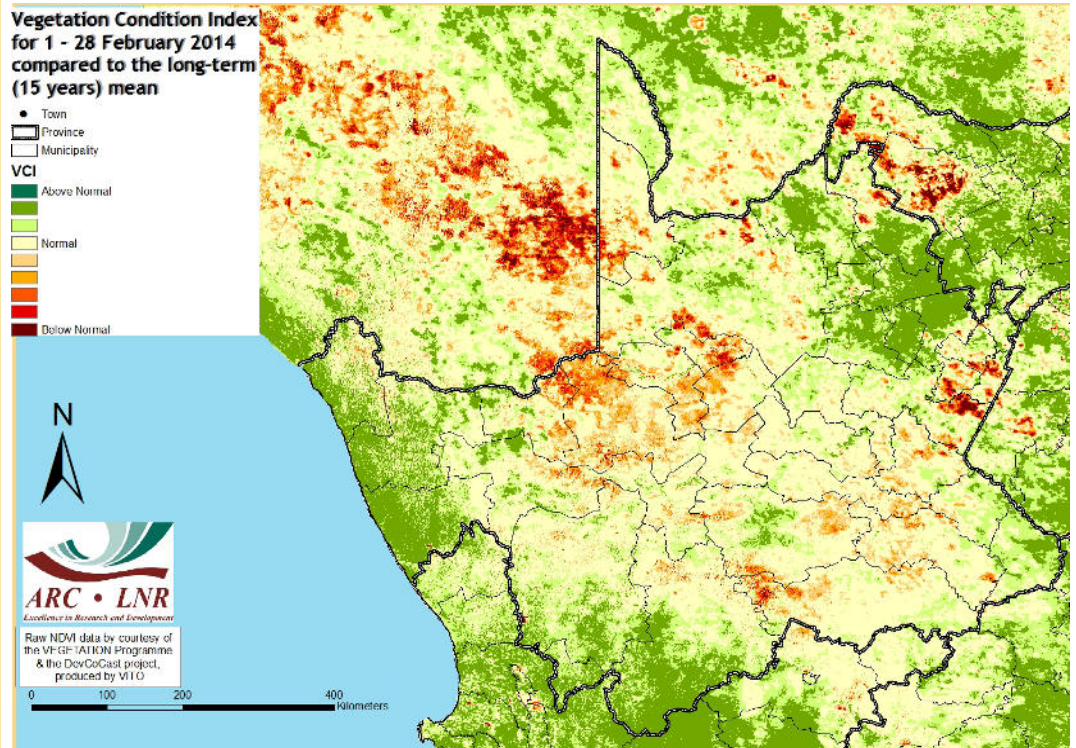 Vegetation Condition Index
for 1 - 28 February 2014
compared to the long-term
(15 years) mean
Town
Province
Municipality
VCI
Above Normal
Normal
Below Normal
N
ARC • LNR
Excellence in Research and Development
Raw NDVI data by courtesy of
the VEGETATION Programme
& the DevCoCast project,
produced by VITO
0 100 200 400
Kilometers